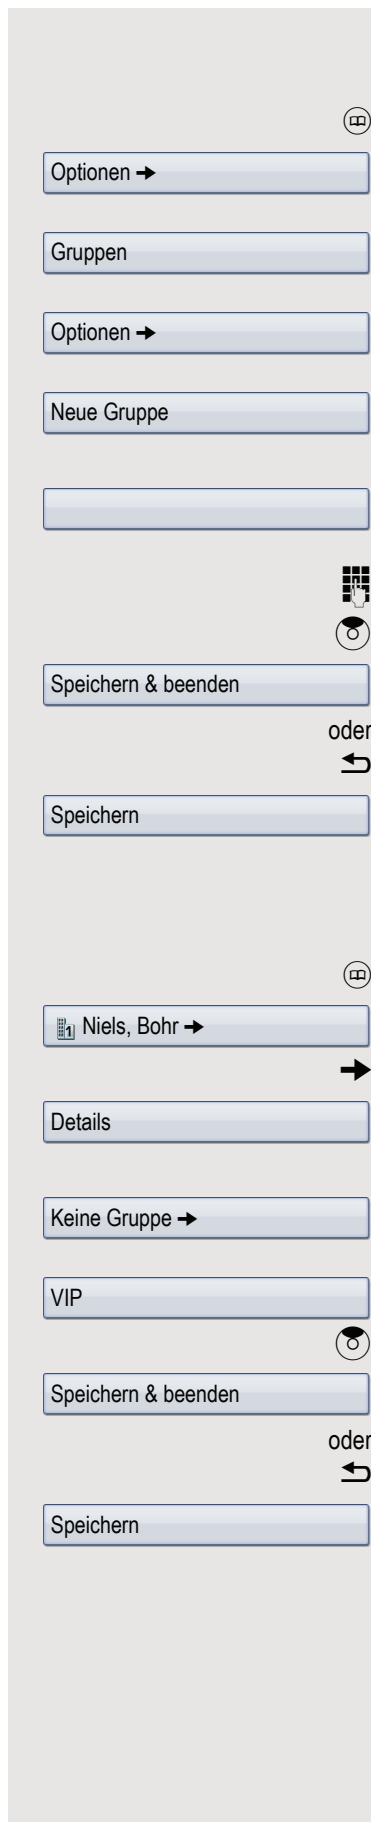 Optionen →
Gruppen
Optionen →
Neue Gruppe
Speichern & beenden
oder
Speichern
1 Niels, Bohr →
Details
Keine Gruppe →
VIP
Speichern & beenden
oder
Speichern